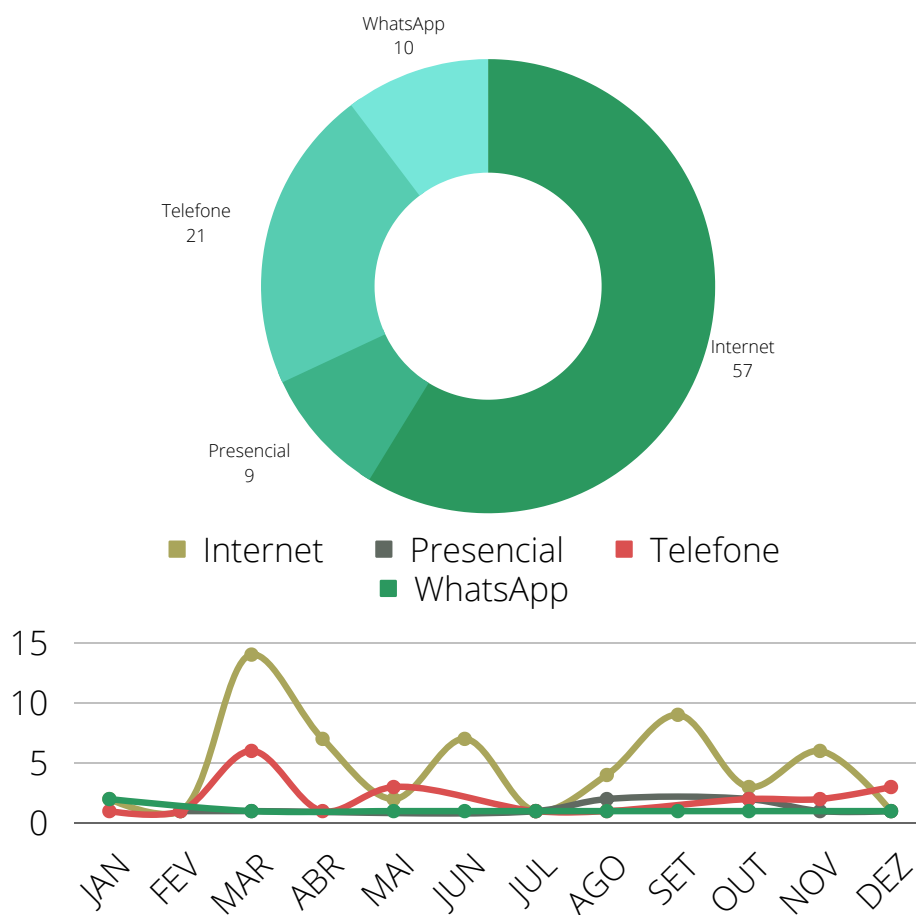 WhatsApp
10
Telefone
21
Internet
57
Presencial
9
Internet Presencial Telefone
WhatsApp
15
10
5
0
JAN FEV MAR ABR MAI JUN JUL AGO SET OUT NOV DEZ